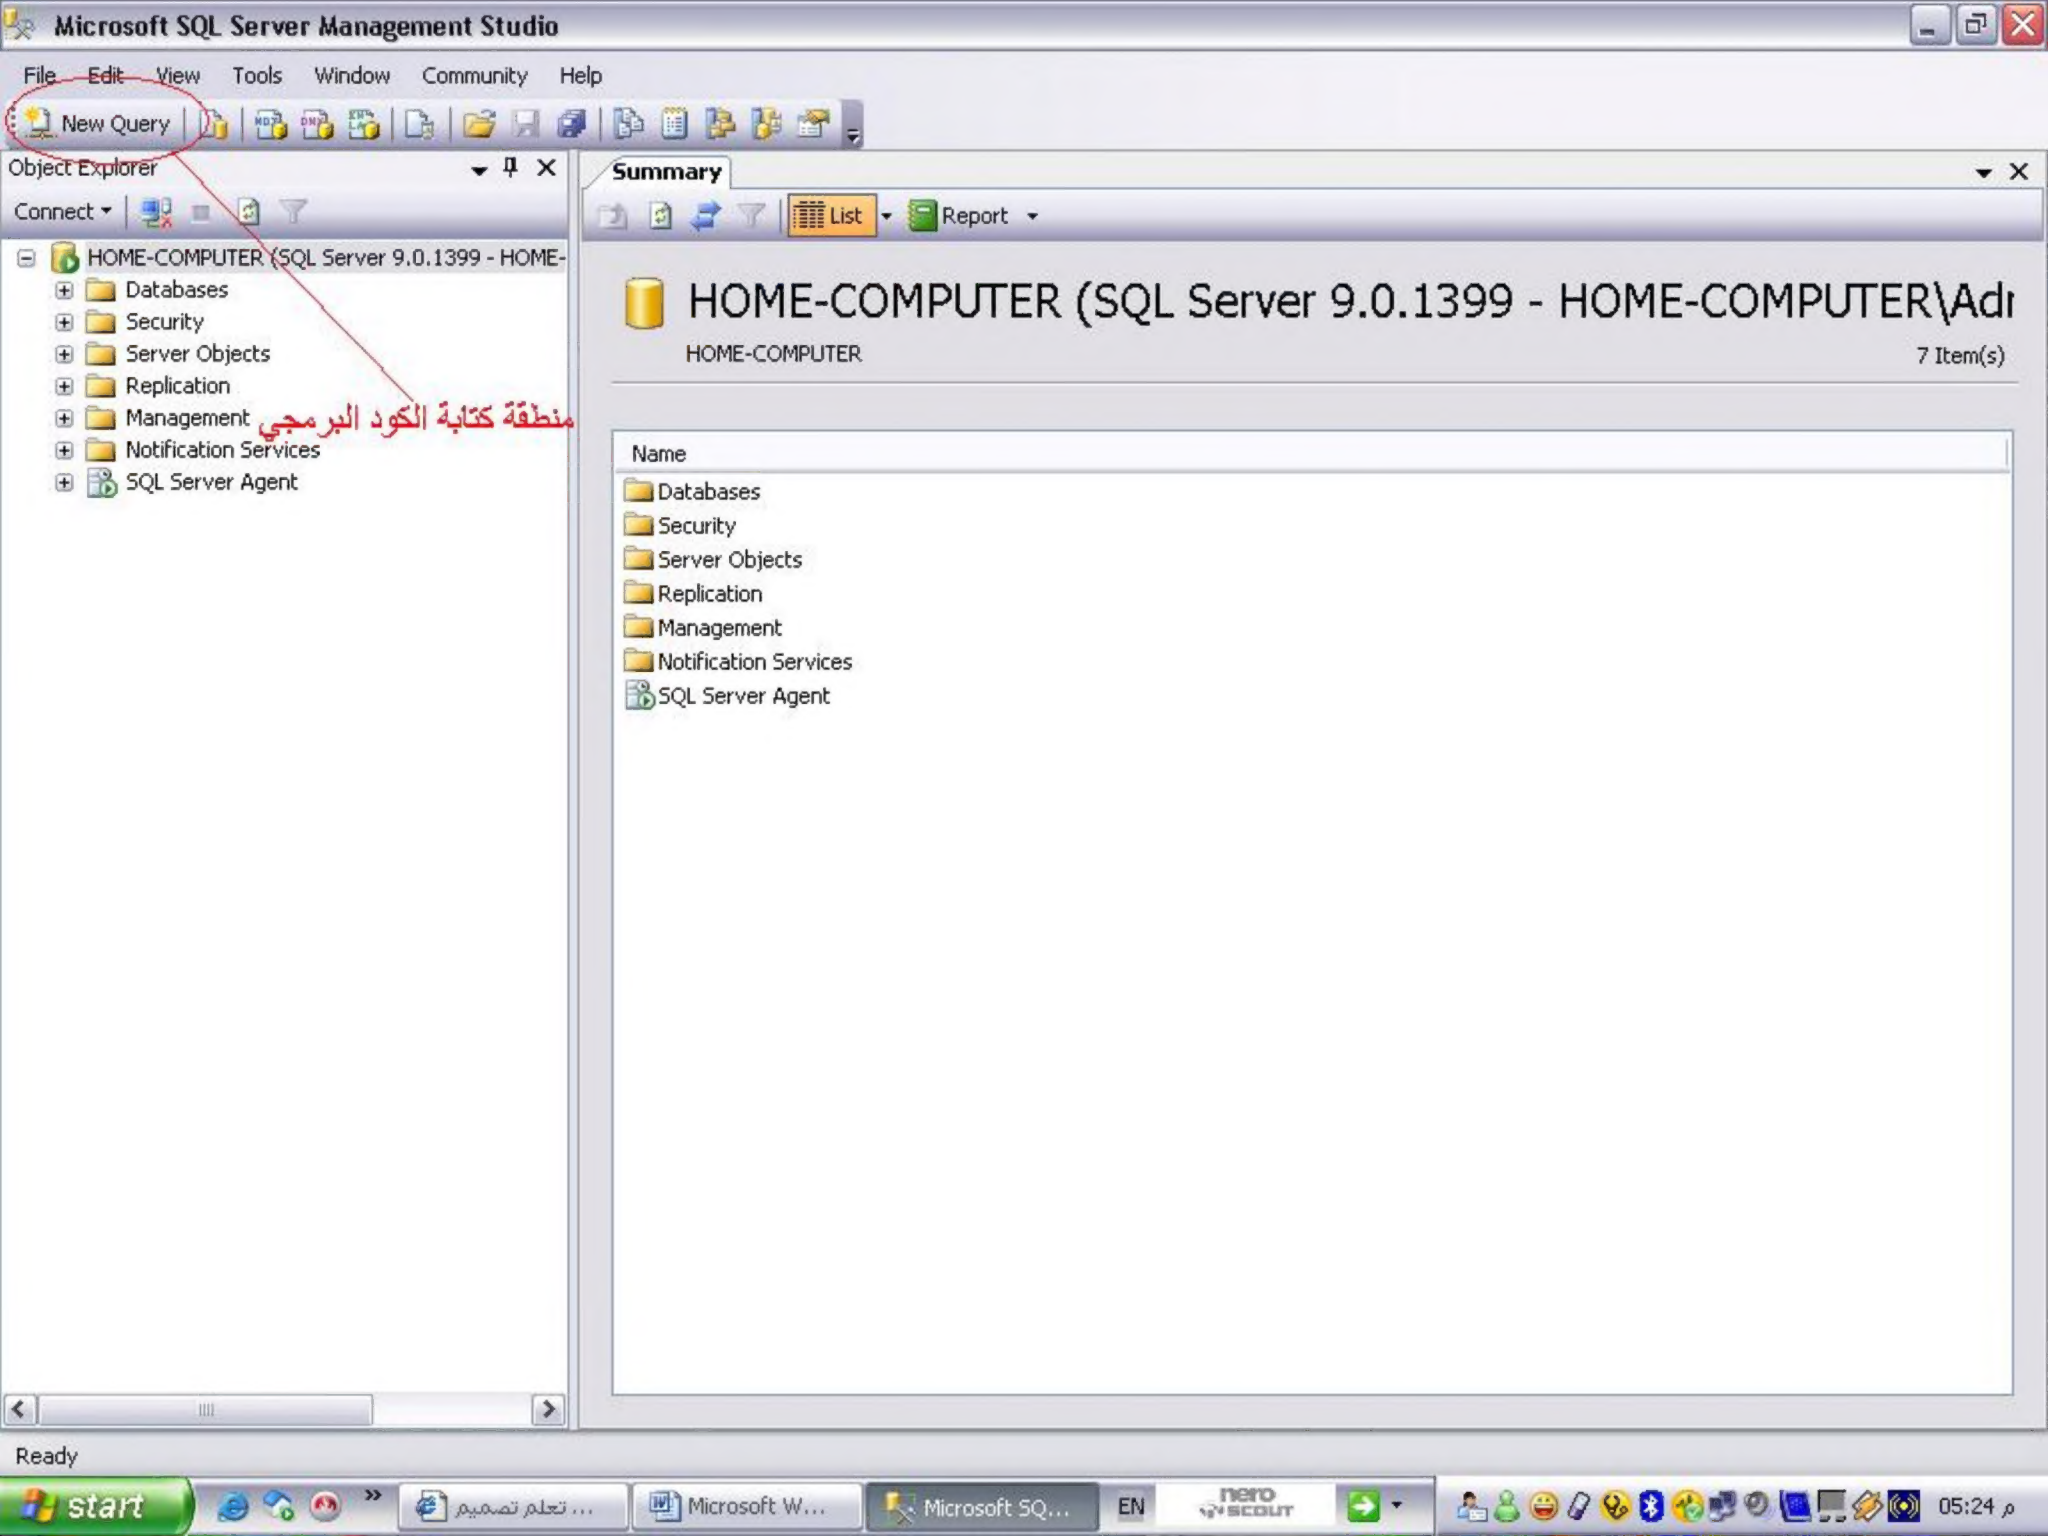 Microsoft SQL Server Management Studio
File Edit View Tools Window Community Help
New Query
Object Explorer
Connect
HOME-COMPUTER (SQL Server 9.0.1399 - HOME-
Databases
Security
Server Objects
Replication
Management
منطقة كتابة الكود البرمجي
Notification Services
SQL Server Agent
Summary
List Report
HOME-COMPUTER (SQL Server 9.0.1399 - HOME-COMPUTER\Adı
HOME-COMPUTER
7 Item(s)
Name
Databases
Security
Server Objects
Replication
Management
Notification Services
SQL Server Agent
Ready
start
تعلم تصميم ...
Microsoft W...
Microsoft SQ...
EN
nero SCOUT
05:24 م